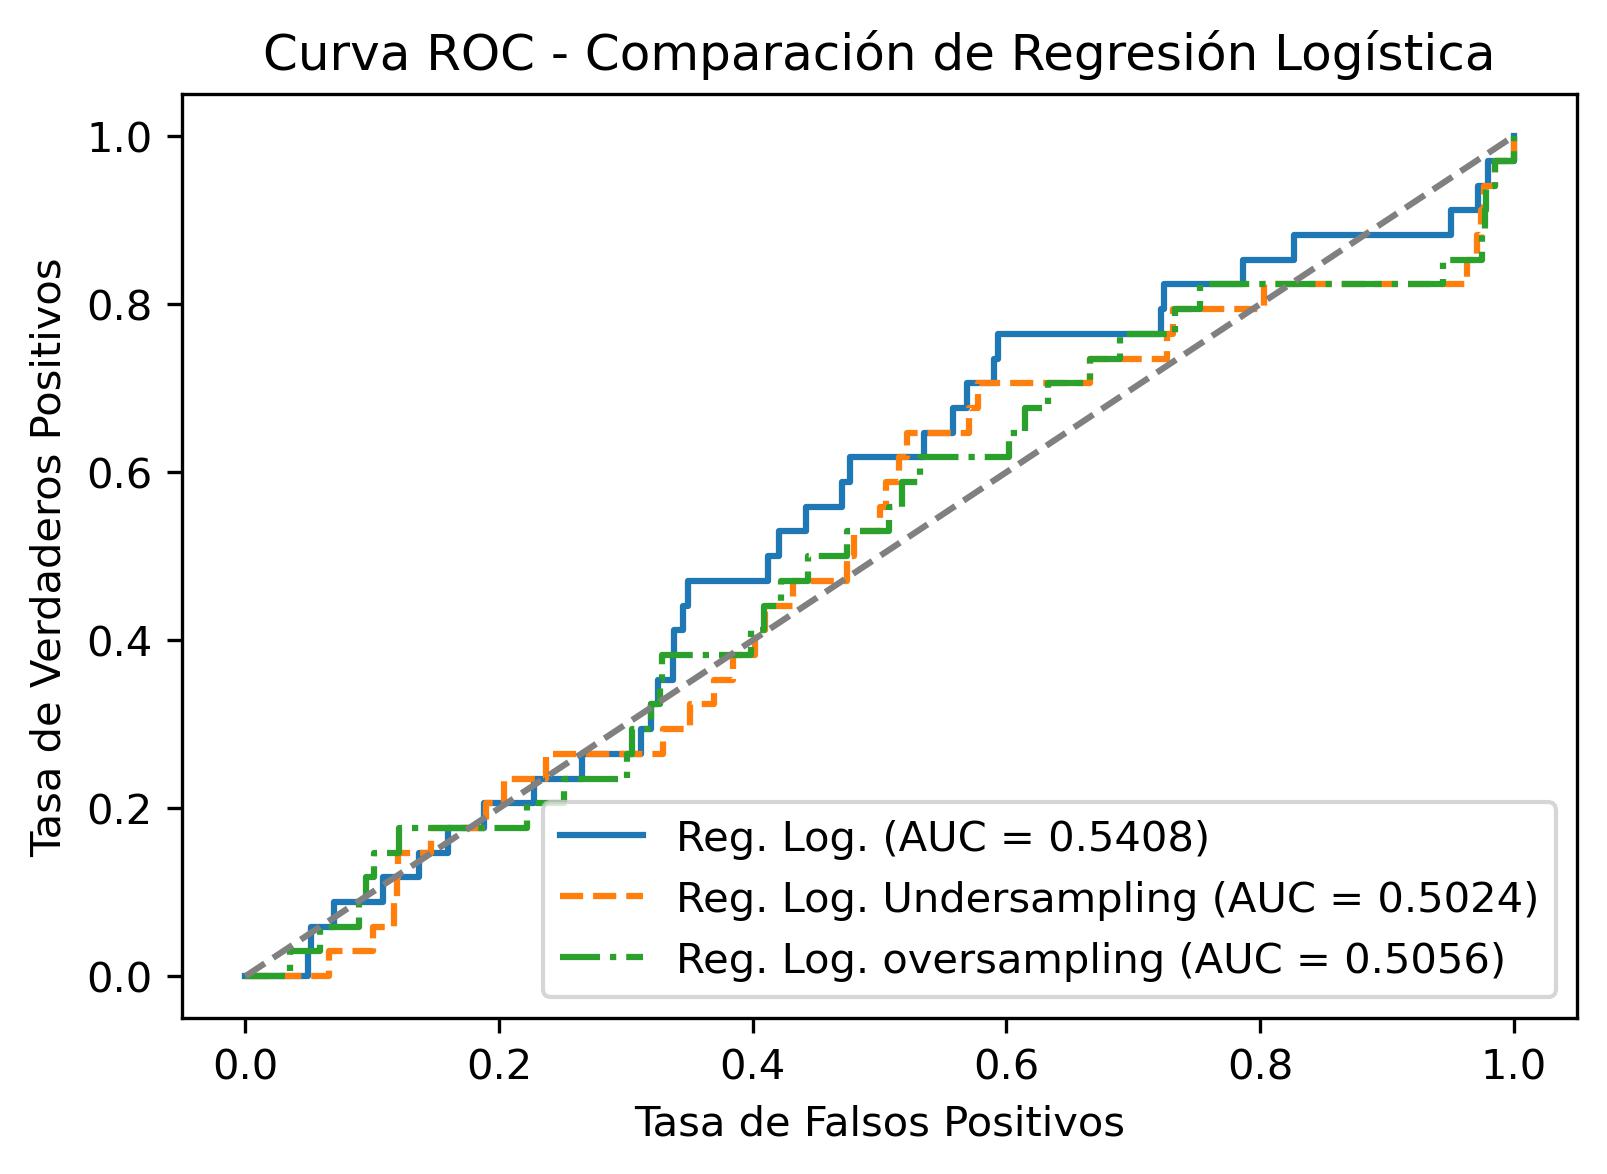 Curva ROC - Comparación de Regresión Logística
Tasa de Verdaderos Positivos
1.0
0.8
0.6
0.4
0.2
0.0
Reg. Log. (AUC = 0.5408)
Reg. Log. Undersampling (AUC = 0.5024)
Reg. Log. oversampling (AUC = 0.5056)
0.0 0.2 0.4 0.6 0.8 1.0
Tasa de Falsos Positivos